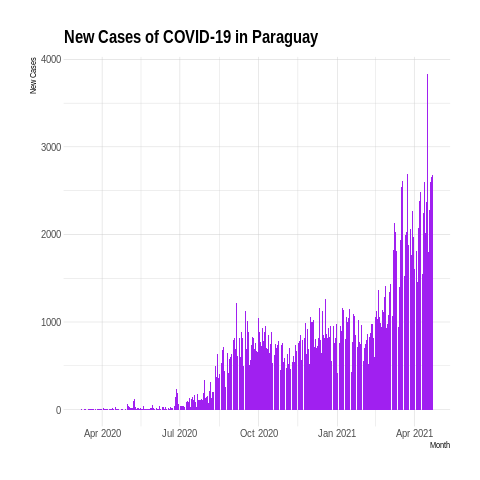 New Cases of COVID-19 in Paraguay
New Cases
4000
3000
2000
1000
0
Apr 2020 Jul 2020 Oct 2020 Jan 2021 Apr 2021
Month